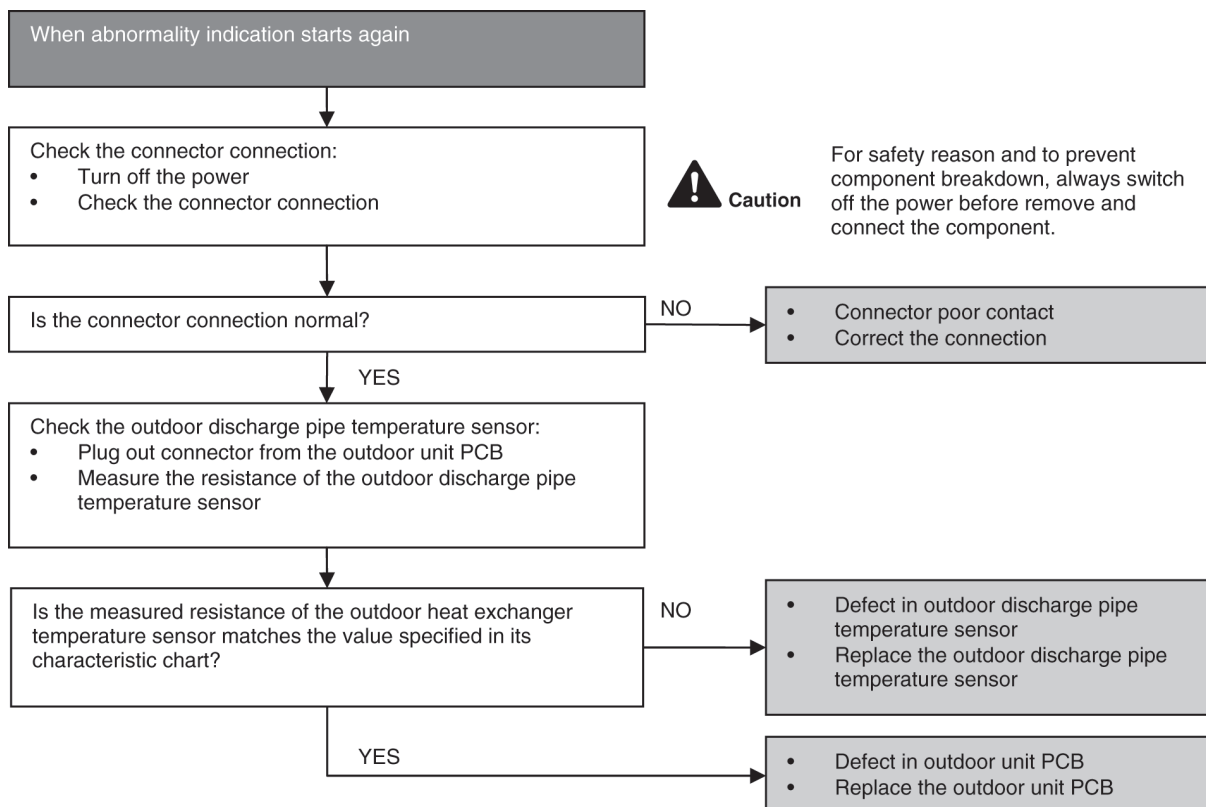 When abnormality indication starts again
Check the connector connection:
• Turn off the power
• Check the connector connection
Caution
For safety reason and to prevent
component breakdown, always switch
off the power before remove and
connect the component.
Is the connector connection normal?
NO
• Connector poor contact
• Correct the connection
YES
Check the outdoor discharge pipe temperature sensor:
• Plug out connector from the outdoor unit PCB
• Measure the resistance of the outdoor discharge pipe
temperature sensor
Is the measured resistance of the outdoor heat exchanger
temperature sensor matches the value specified in its
characteristic chart?
NO
• Defect in outdoor discharge pipe
temperature sensor
• Replace the outdoor discharge pipe
temperature sensor
YES
• Defect in outdoor unit PCB
• Replace the outdoor unit PCB